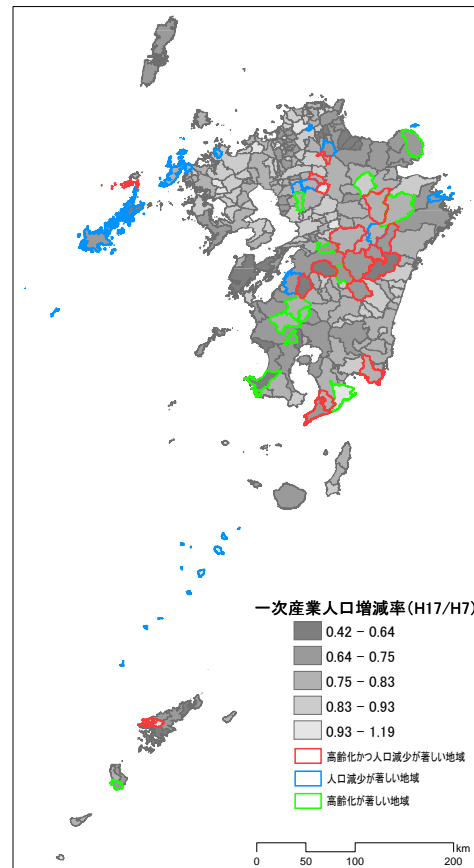 一次産業人口増減率(H17/H7)
0.42 − 0.64
0.64 − 0.75
0.75 − 0.83
0.83 − 0.93
0.93 − 1.19
高齢化かつ人口減少が著しい地域
人口減少が著しい地域
高齢化が著しい地域
km
0 50 100 200